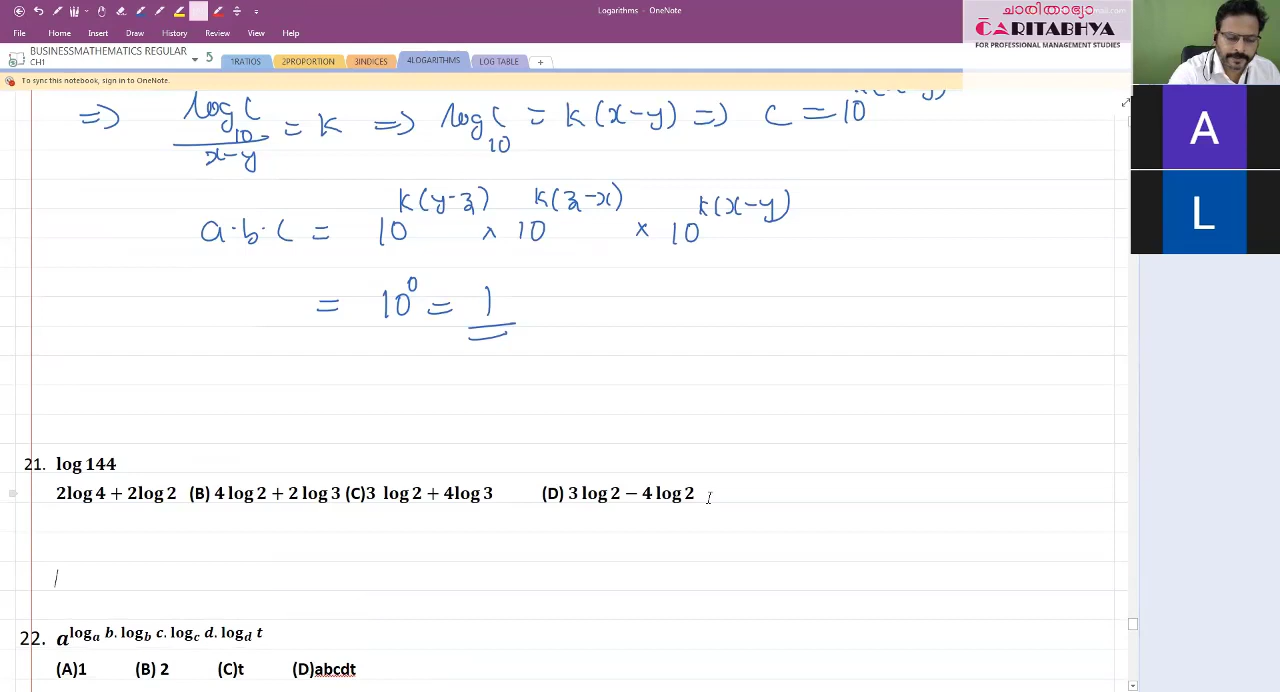 Logarithms - OneNote
File Home Insert Draw History Review View Help
ചാരിതാഭ്യാ
CARITABHYA
FOR PROFESSIONAL MANAGEMENT STUDIES
BUSINESSMATHEMATICS REGULAR
CH1
1RATIOS 2PROPORTION 3INDICES 4LOGARITHMS LOG TABLE +
To sync this notebook, sign in to OneNote.
=> log₁₀ C / x-y = k => log₁₀ C = k(x-y) => C = 10
a·b·c = 10^k(y-z) × 10^k(z-x) × 10^k(x-y)
= 10^0 = 1
21. log 144
2log 4 + 2log 2 (B) 4 log 2 + 2 log 3 (C)3 log 2 + 4log 3 (D) 3 log 2 − 4 log 2
22. a^log_a b. log_b c. log_c d. log_d t
(A)1 (B) 2 (C)t (D)abcdt
A
L